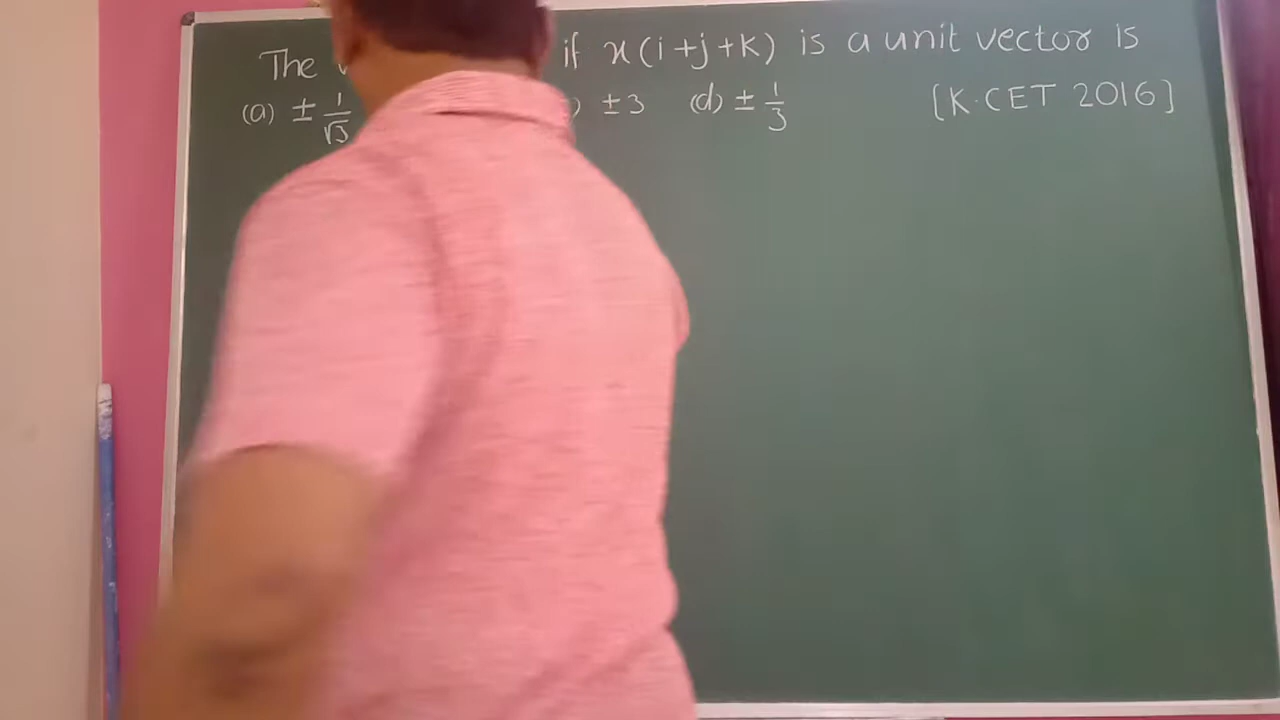 The if x(i+j+k) is a unit vector is
(a) ± 1/√3 ) ±3 (d) ± 1/3 [K.CET 2016]